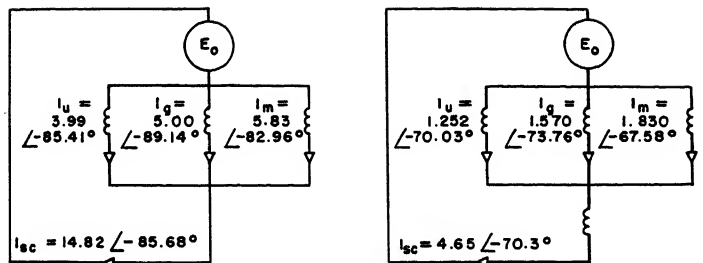 E₀
I_u =
3.99
∠-85.41°
I_g =
5.00
∠-89.14°
I_m =
5.83
∠-82.96°
I_sc = 14.82 ∠-85.68°
E₀
I_u =
1.252
∠-70.03°
I_g =
1.570
∠-73.76°
I_m =
1.830
∠-67.58°
I_sc = 4.65 ∠-70.3°